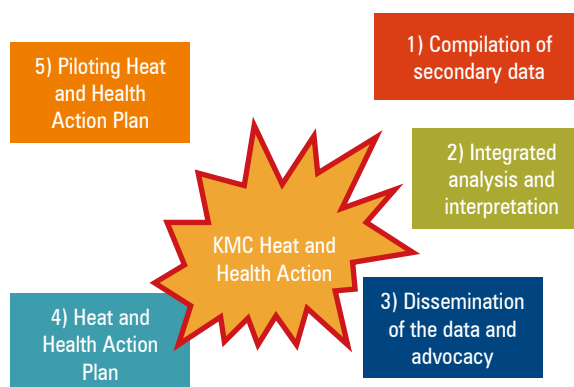 1) Compilation of
secondary data
2) Integrated
analysis and
interpretation
3) Dissemination
of the data and
advocacy
4) Heat and
Health Action
Plan
5) Piloting Heat
and Health
Action Plan
KMC Heat and
Health Action